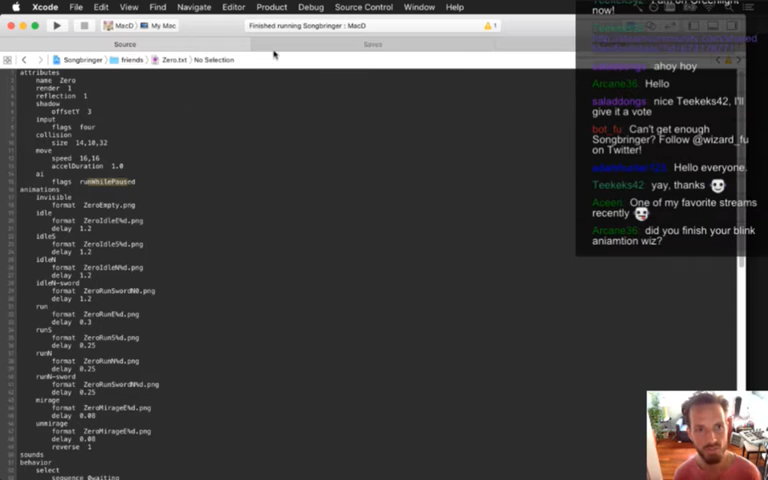 Xcode File Edit View Find Navigate Editor Product Debug Source Control Window Help
MacD My Mac Finished running Songbringer : MacD 1
Source
Songbringer friends Zero.txt No Selection
attributes
name Zero
render 1
reflection 1
shadow
offsetY 3
input
flags four
collision
size 14,10,32
move
speed 16,16
accelDuration 1.0
ai
flags runWhilePaused
animations
invisible
format ZeroEmpty.png
idle
format ZeroIdleE%d.png
delay 1.2
idleS
format ZeroIdleS%d.png
delay 1.2
idleN
format ZeroIdleN%d.png
delay 1.2
idleN-sword
format ZeroRunSwordN0.png
delay 1.2
run
format ZeroRunE%d.png
delay 0.3
runS
format ZeroRunS%d.png
delay 0.25
runN
format ZeroRunN%d.png
delay 0.25
runN-sword
format ZeroRunSwordN%d.png
delay 0.25
mirage
format ZeroMirageE%d.png
delay 0.08
unmirage
format ZeroMirageE%d.png
delay 0.08
reverse 1
sounds
behavior
select
sequence @waiting
now!
saladdongs ahoy hoy
Arcane36: Hello
saladdongs nice Teekeks42, I'll
give it a vote
bot_fu: Can't get enough
Songbringer? Follow @wizard_fu
on Twitter!
Hello everyone.
Teekeks42: yay, thanks
Aceen: One of my favorite streams
recently
Arcane36: did you finish your blink
aniamtion wiz?